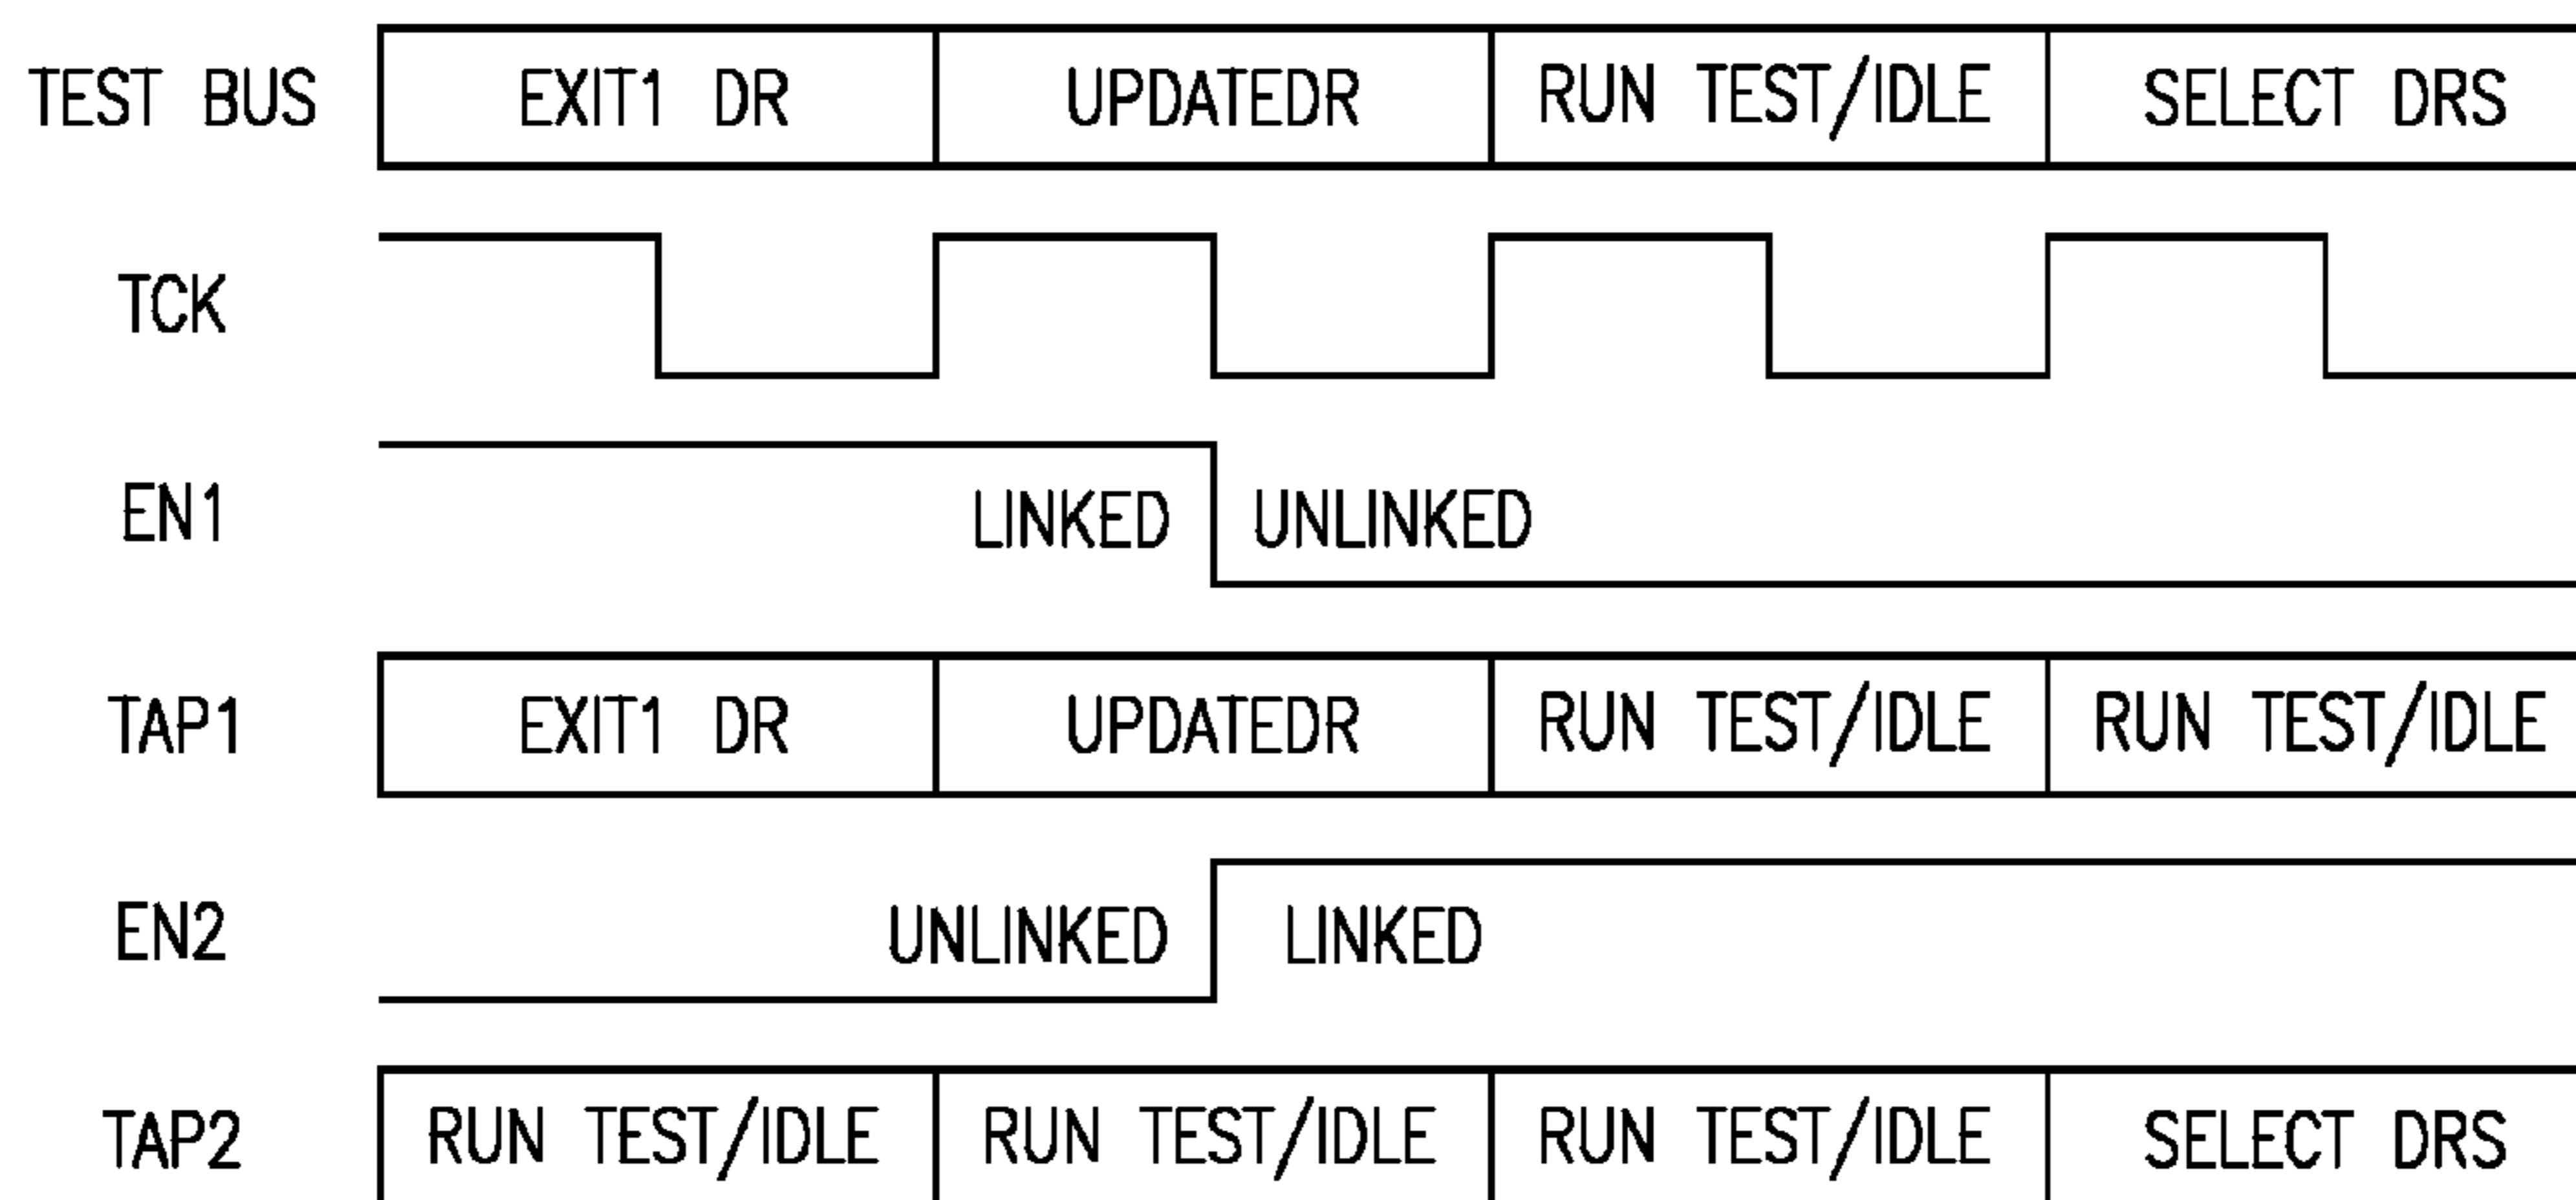 TEST BUS EXIT1 DR UPDATEDR RUN TEST/IDLE SELECT DRS
TCK
EN1 LINKED UNLINKED
TAP1 EXIT1 DR UPDATEDR RUN TEST/IDLE RUN TEST/IDLE
EN2 UNLINKED LINKED
TAP2 RUN TEST/IDLE RUN TEST/IDLE RUN TEST/IDLE SELECT DRS